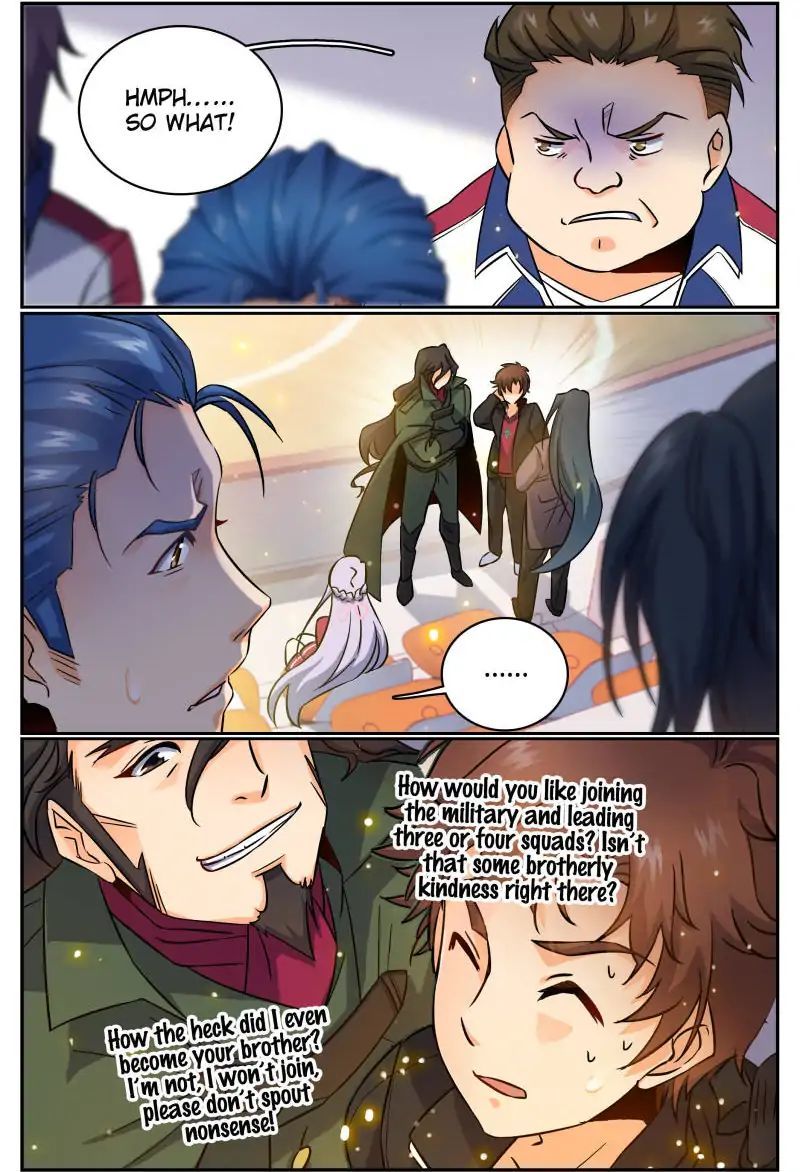 HMPH......
SO WHAT!
......
How would you like joining
the military and leading
three or four squads? Isn't
that some brotherly
kindness right there?
How the heck did I even
become your brother?
I'm not, I won't join,
please don't spout
nonsense!